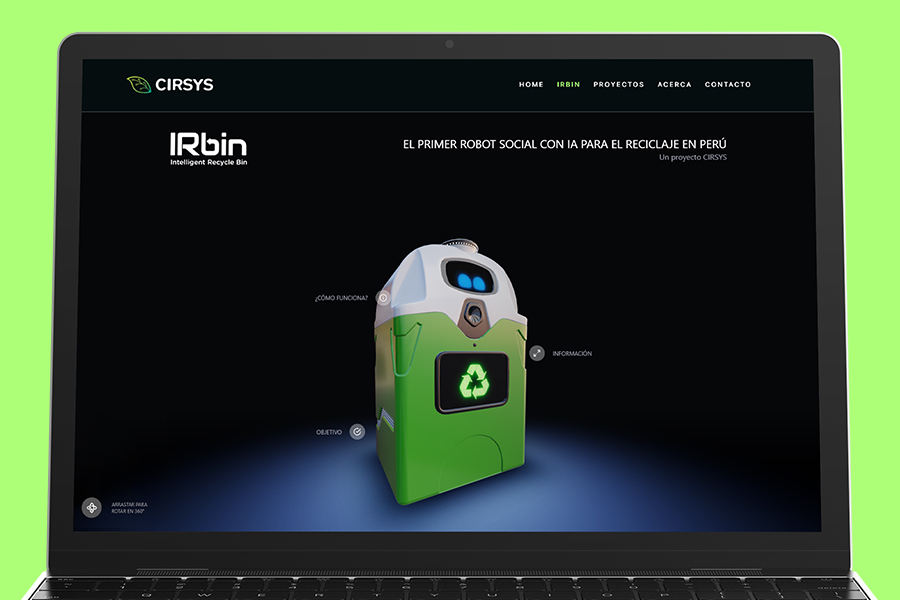 CIRSYS
HOME IRBIN PROYECTOS ACERCA CONTACTO
IRbin
Intelligent Recycle Bin
EL PRIMER ROBOT SOCIAL CON IA PARA EL RECICLAJE EN PERÚ
Un proyecto CIRSYS
¿CÓMO FUNCIONA?
INFORMACIÓN
OBJETIVO
ARRASTAR PARA
ROTAR EN 360°